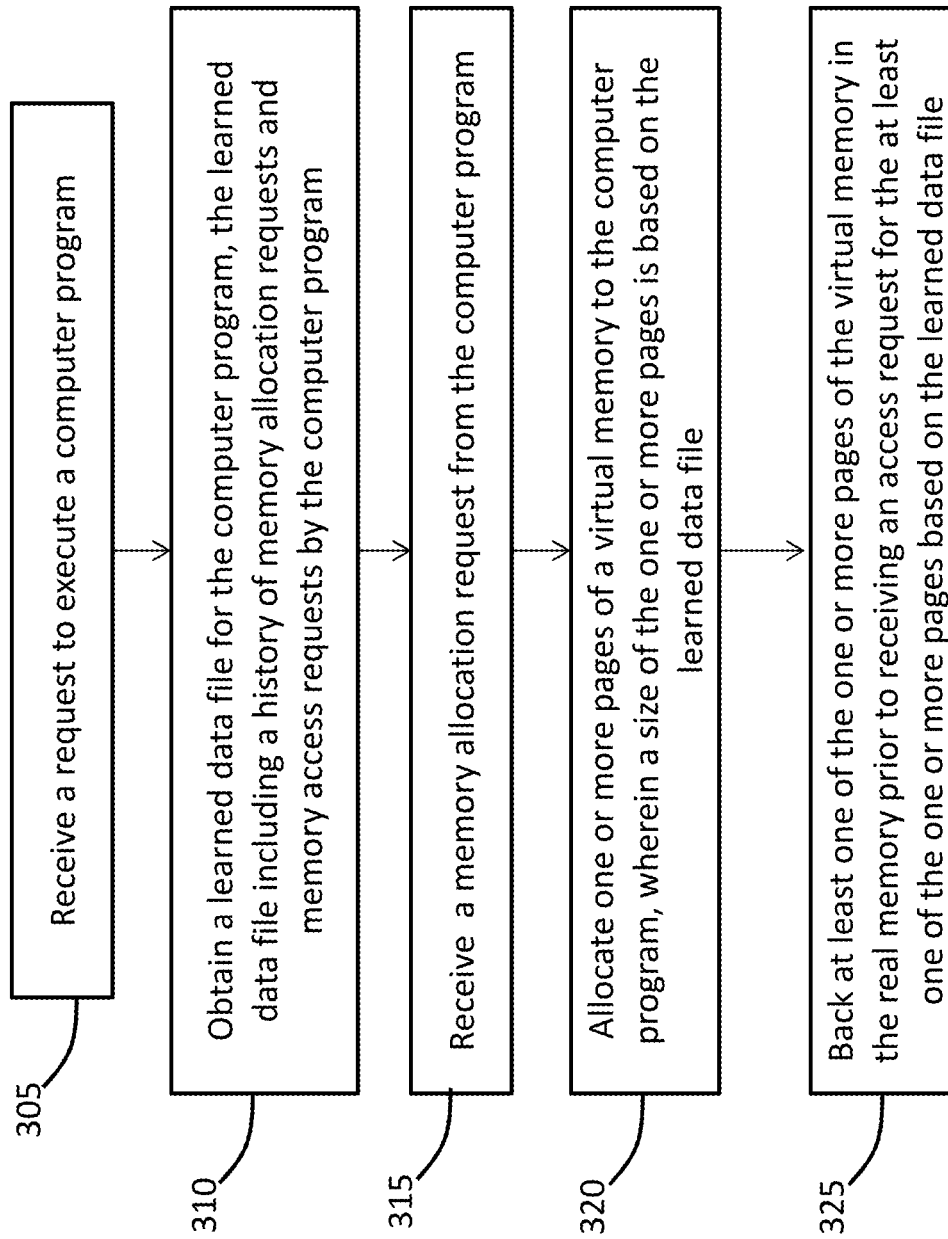 305
Receive a request to execute a computer program
310
Obtain a learned data file for the computer program, the learned
data file including a history of memory allocation requests and
memory access requests by the computer program
315
Receive a memory allocation request from the computer program
320
Allocate one or more pages of a virtual memory to the computer
program, wherein a size of the one or more pages is based on the
learned data file
325
Back at least one of the one or more pages of the virtual memory in
the real memory prior to receiving an access request for the at least
one of the one or more pages based on the learned data file